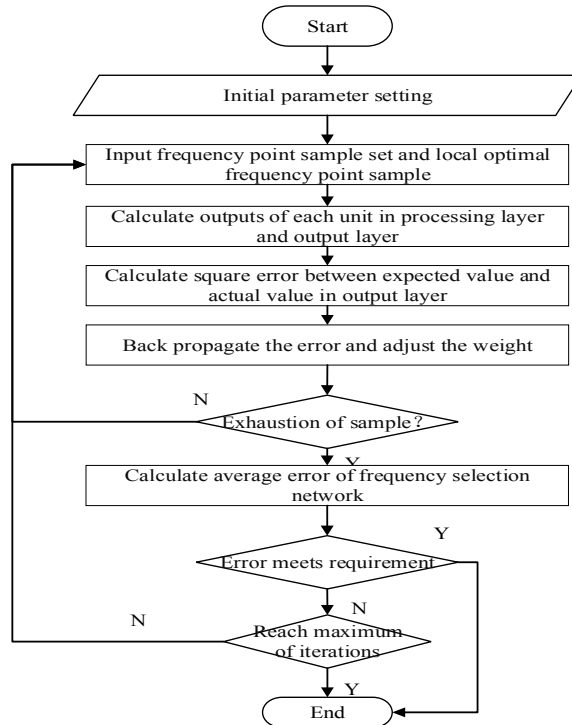 Start
Initial parameter setting
Input frequency point sample set and local optimal
frequency point sample
Calculate outputs of each unit in processing layer
and output layer
Calculate square error between expected value and
actual value in output layer
Back propagate the error and adjust the weight
N
Exhaustion of sample?
Y
Calculate average error of frequency selection
network
Y
Error meets requirement
N
N
Reach maximum
of iterations
Y
End